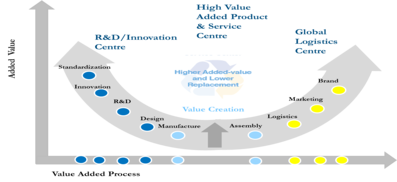 High Value
Added Product
& Service
Centre
R&D/Innovation
Centre
Global
Logistics
Centre
Added Value
Standardization
Innovation
R&D
Design
Manufacture
Higher Added-value
and Lower
Replacement
Value Creation
Assembly
Logistics
Marketing
Brand
Value Added Process